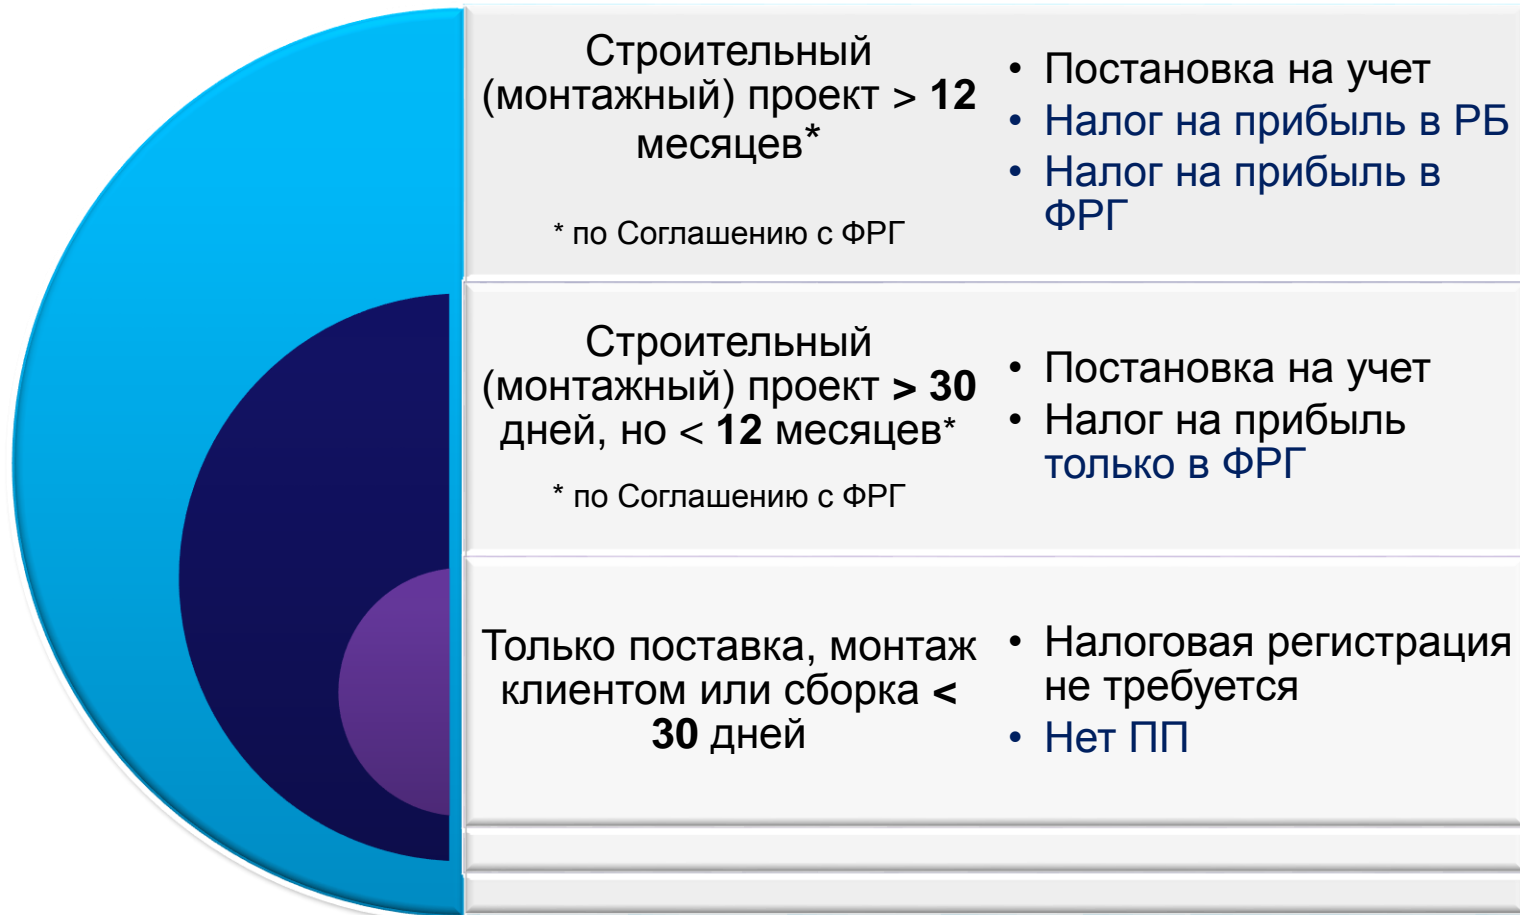 Строительный
(монтажный) проект > 12
месяцев*
* по Соглашению с ФРГ
• Постановка на учет
• Налог на прибыль в РБ
• Налог на прибыль в
ФРГ
Строительный
(монтажный) проект > 30
дней, но < 12 месяцев*
* по Соглашению с ФРГ
• Постановка на учет
• Налог на прибыль
только в ФРГ
Только поставка, монтаж
клиентом или сборка <
30 дней
• Налоговая регистрация
не требуется
• Нет ПП